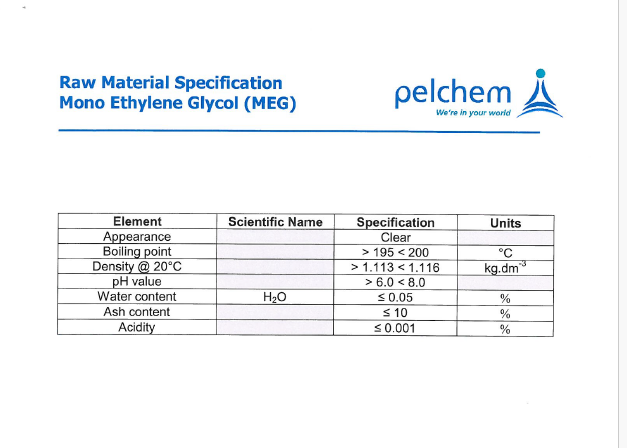 Raw Material Specification
Mono Ethylene Glycol (MEG)
pelchem
We're in your world
Element Scientific Name Specification Units
Appearance Clear
Boiling point > 195 < 200 °C
Density @ 20°C > 1.113 < 1.116 kg.dm⁻³
pH value > 6.0 < 8.0
Water content H₂O ≤ 0.05 %
Ash content ≤ 10 %
Acidity ≤ 0.001 %